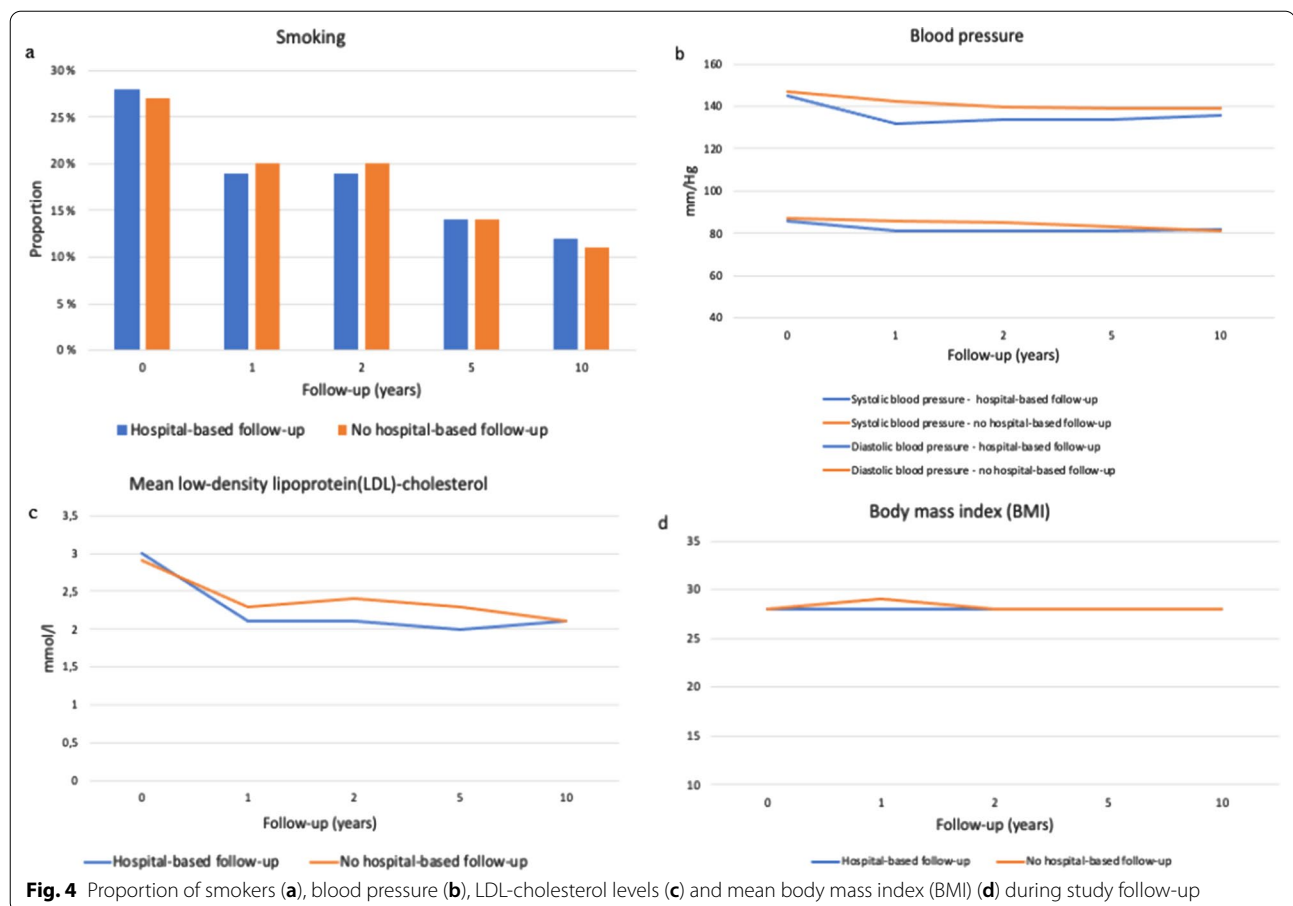 a
Smoking
30%
25%
20%
15%
10%
5%
0%
Proportion
0 1 2 5 10
Follow-up (years)
Hospital-based follow-up No hospital-based follow-up
b
Blood pressure
160
140
120
100
80
60
40
mm/Hg
0 1 2 5 10
Follow-up (years)
Systolic blood pressure - hospital-based follow-up
Systolic blood pressure - no hospital-based follow-up
Diastolic blood pressure - hospital-based follow-up
Diastolic blood pressure - no hospital-based follow-up
Mean low-density lipoprotein(LDL)-cholesterol
c
3,5
3
2,5
2
1,5
1
0,5
0
mmol/l
0 1 2 5 10
Follow-up (years)
Hospital-based follow-up No hospital-based follow-up
d
Body mass index (BMI)
35
30
25
20
15
10
0 1 2 5 10
Follow-up (years)
Hospital-based follow-up No hospital-based follow-up
Fig. 4 Proportion of smokers (a), blood pressure (b), LDL-cholesterol levels (c) and mean body mass index (BMI) (d) during study follow-up